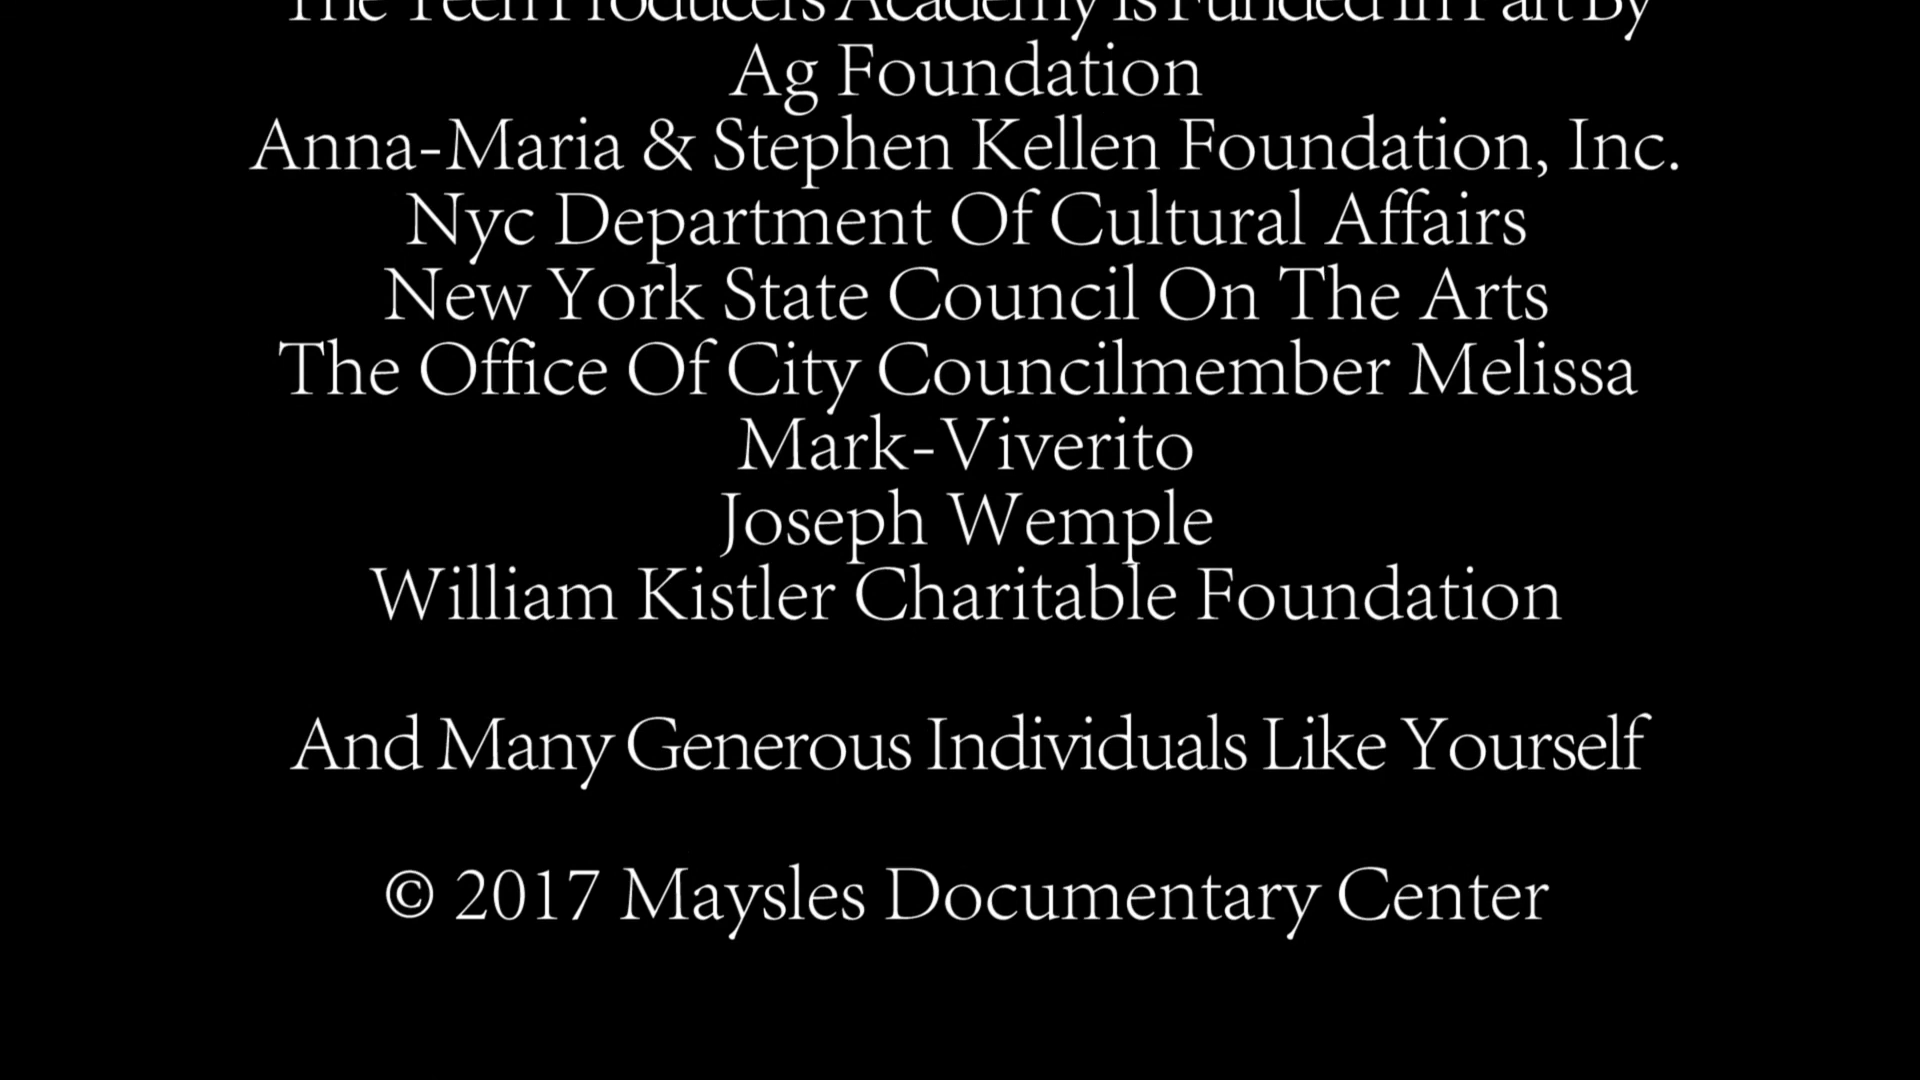 The Teen Producers Academy is Funded In Part By
Ag Foundation
Anna-Maria & Stephen Kellen Foundation, Inc.
Nyc Department Of Cultural Affairs
New York State Council On The Arts
The Office Of City Councilmember Melissa
Mark-Viverito
Joseph Wemple
William Kistler Charitable Foundation
And Many Generous Individuals Like Yourself
© 2017 Maysles Documentary Center